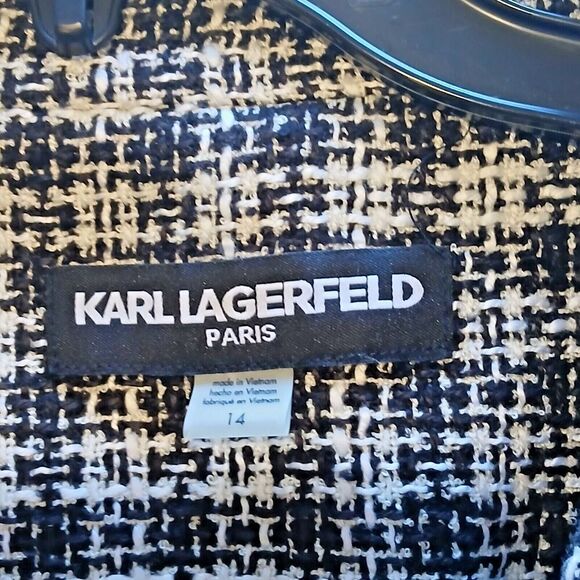 KARL LAGERFELD
PARIS
made in Vietnam
hecho en Vietnam
fabriqué en Vietnam
14